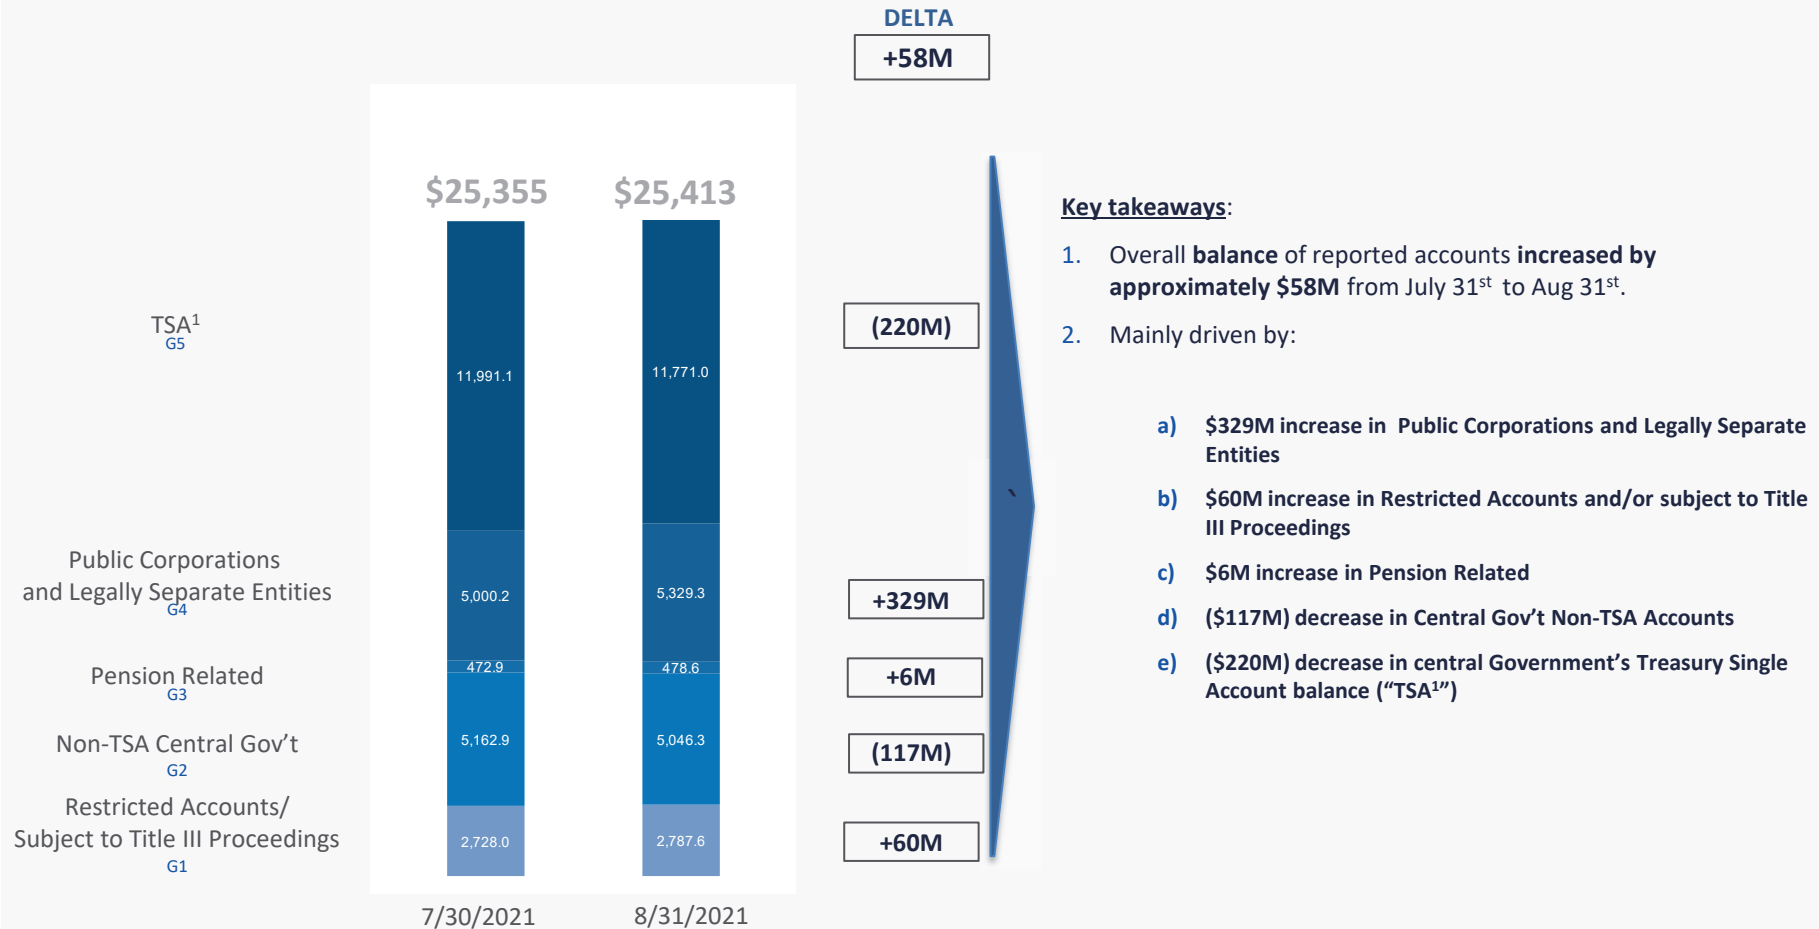 DELTA
+58M
$25,355
$25,413
TSA1
G5
11,991.1
11,771.0
(220M)
Public Corporations
and Legally Separate Entities
G4
5,000.2
5,329.3
+329M
Pension Related
G3
472.9
478.6
+6M
Non-TSA Central Gov’t
G2
5,162.9
5,046.3
(117M)
Restricted Accounts/
Subject to Title III Proceedings
G1
2,728.0
2,787.6
+60M
7/30/2021
8/31/2021
`
Key takeaways:
1. Overall balance of reported accounts increased by
approximately $58M from July 31st to Aug 31st.
2. Mainly driven by:
a) $329M increase in Public Corporations and Legally Separate
Entities
b) $60M increase in Restricted Accounts and/or subject to Title
III Proceedings
c) $6M increase in Pension Related
d) ($117M) decrease in Central Gov’t Non-TSA Accounts
e) ($220M) decrease in central Government’s Treasury Single
Account balance (“TSA1”)